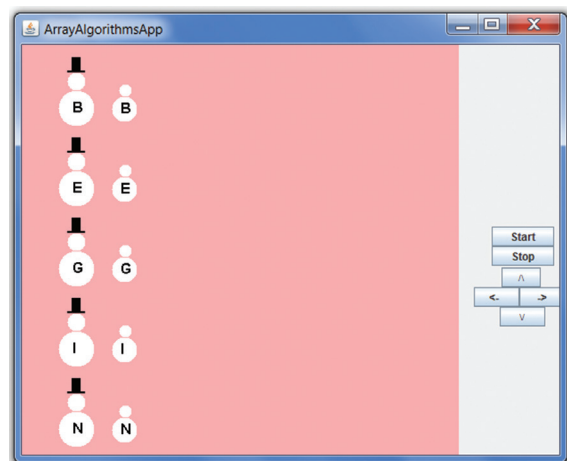 ArrayAlgorithmsApp
B B
E E
G G
I I
N N
Start
Stop
^
<- ->
v